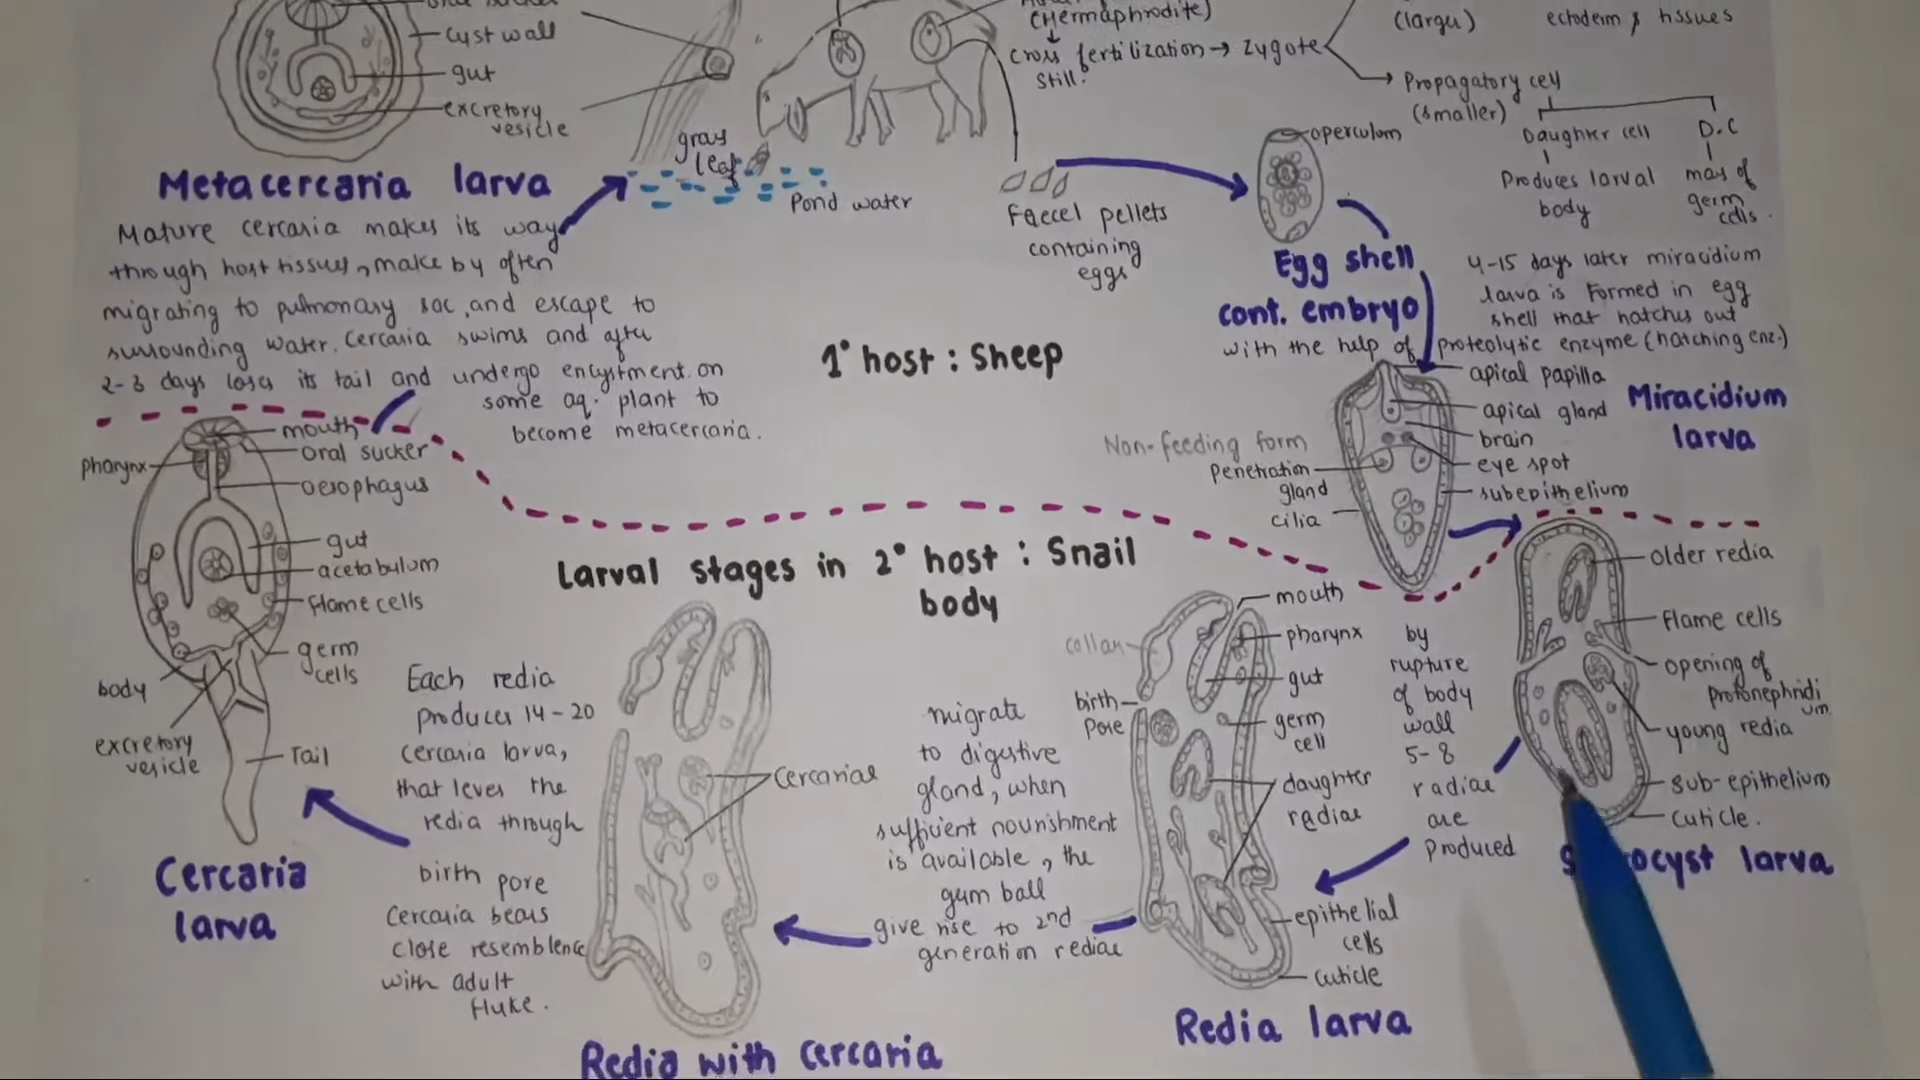 cyst wall
gut
excretory
vesicle
Metacercaria larva
Mature cercaria makes its way
through host tissues, make by often
migrating to pulmonary sac, and escape to
surrounding water. Cercaria swims and after
2-3 days loses its tail and undergo encystment on
some aq. plant to
become metacercaria.
grass
leaf
Pond water
(Hermaphrodite)
cross fertilization → zygote
still.
Faecel pellets
containing
eggs
(large)
ectoderm & tissues
Propagatory cell
(smaller)
Daughter cell
D.C
Produces larval
body
mass of
germ
cells.
operculum
Egg shell
cont. embryo
4-15 days later miracidium
larva is formed in egg
shell that hatches out
with the help of proteolytic enzyme (hatching enz.)
1° host : Sheep
apical papilla
apical gland
brain
eye spot
subepithelium
Miracidium
larva
Non-feeding form
Penetration
gland
cilia
Larval stages in 2° host : Snail
body
mouth
oral sucker
pharynx
oesophagus
gut
acetabulum
flame cells
germ
cells
body
excretory
vesicle
Tail
Cercaria
larva
Each redia
produces 14-20
cercaria larva,
that leves the
redia through
birth pore
Cercaria bears
close resemblence
with adult
fluke.
Cercariae
Redia with cercaria
migrate
to digestive
gland, when
sufficient nourishment
is available, the
gum ball
give rise to 2nd
generation rediae
collar
birth
pore
mouth
pharynx
gut
germ
cell
daughter
rediae
epithelial
cells
cuticle
Redia larva
by
rupture
of body
wall
5-8
radiae
are
produced
older redia
flame cells
opening of
protonephridi
um
young redia
sub-epithelium
cuticle.
larva